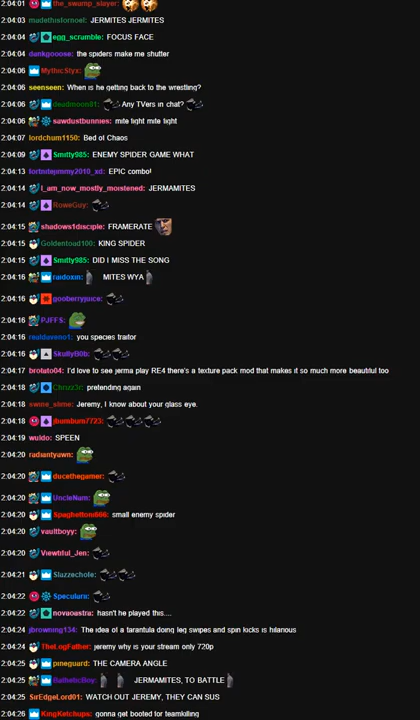 2:04:01 the_swamp_slayer:
2:04:03 madethisfornoel: JERMITES JERMITES
2:04:04 egg_scrumble: FOCUS FACE
2:04:04 dankgooose: the spiders make me shutter
2:04:06 MythicStyx:
2:04:06 seenseen: When is he getting back to the wrestling?
2:04:06 deadmoon81: Any TVers in chat?
2:04:06 sawdustbunnies: mite fight mite fight
2:04:07 lordchum1150: Bed of Chaos
2:04:09 Smitty985: ENEMY SPIDER GAME WHAT
2:04:13 fortnitejimmy2010_xd: EPIC combo!
2:04:14 I_am_now_mostly_moistened: JERMAMITES
2:04:14 RoweGuy:
2:04:15 shadows1disciple: FRAMERATE
2:04:15 Goldentoad100: KING SPIDER
2:04:15 Smitty985: DID I MISS THE SONG
2:04:16 raidoxin: MITES WYA
2:04:16 gooberryjuice:
2:04:16 PJFFS:
2:04:16 realdaveno1: you species traitor
2:04:16 SkullyB0b:
2:04:17 brotato04: I'd love to see jerma play RE4 there's a texture pack mod that makes it so much more beautiful too
2:04:18 pretending again
2:04:18 swine_slime: Jeremy, I know about your glass eye.
2:04:18 jbumbum7723:
2:04:19 wuldo: SPEEN
2:04:20 radiantyawn:
2:04:20 ducethegamer:
2:04:20 UncleNam:
2:04:20 Spaghettoni666: small enemy spider
2:04:20 vaultboyy:
2:04:20 Viewtiful_Jen:
2:04:21 Slazzechole:
2:04:22 Specularii:
2:04:22 novaoastra: hasn't he played this....
2:04:24 jbrowning134: The idea of a tarantula doing leg swipes and spin kicks is hilarious
2:04:24 TheLogFather: jeremy why is your stream only 720p
2:04:25 pineguard: THE CAMERA ANGLE
2:04:25 BalneticBoy: JERMAMITES, TO BATTLE
2:04:25 SirEdgeLord01: WATCH OUT JEREMY, THEY CAN SUS
2:04:26 KingKetchups: gonna get booted for teamkilling